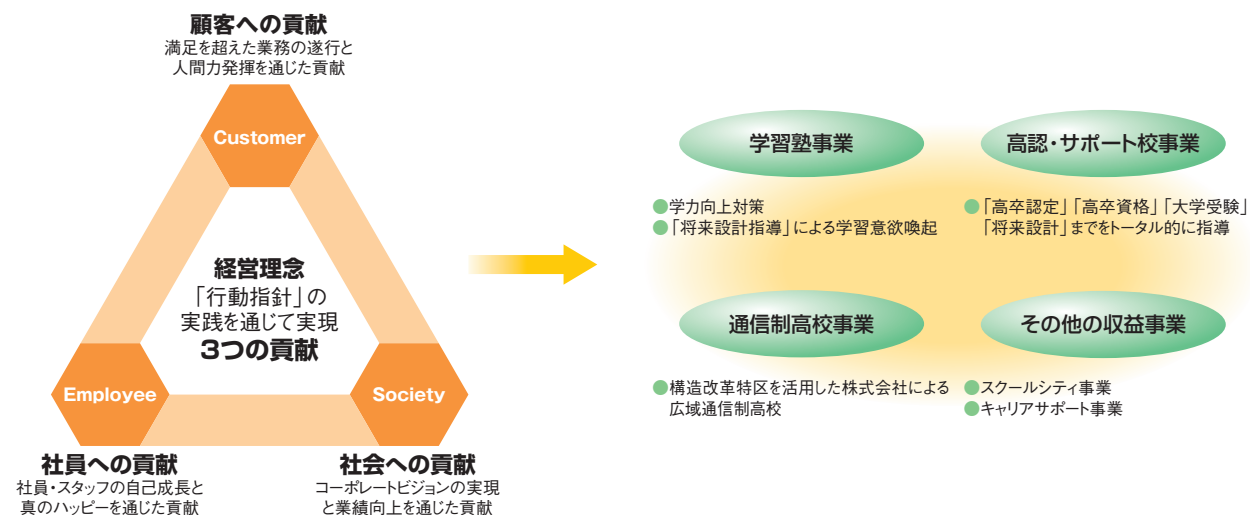 顧客への貢献
満足を超えた業務の遂行と
人間力発揮を通じた貢献
Customer
経営理念
「行動指針」の
実践を通じて実現
3つの貢献
Employee
Society
社員への貢献
社員・スタッフの自己成長と
真のハッピーを通じた貢献
社会への貢献
コーポレートビジョンの実現
と業績向上を通じた貢献
学習塾事業
●学力向上対策
●「将来設計指導」による学習意欲喚起
高認・サポート校事業
●「高卒認定」「高卒資格」「大学受験」
「将来設計」までをトータル的に指導
通信制高校事業
●構造改革特区を活用した株式会社による
広域通信制高校
その他の収益事業
●スクールシティ事業
●キャリアサポート事業